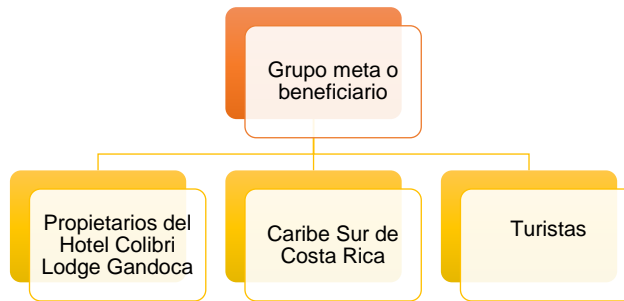 Grupo meta o
beneficiario
Propietarios del
Hotel Colibri
Lodge Gandoca
Caribe Sur de
Costa Rica
Turistas